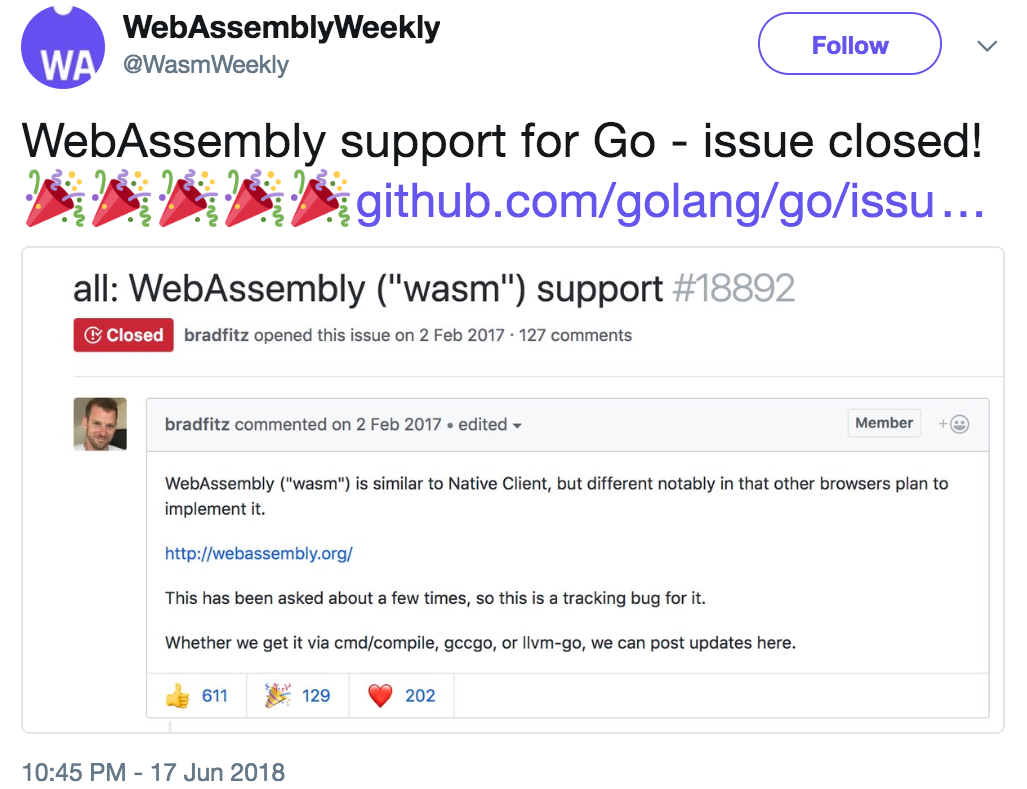 WA
WebAssemblyWeekly
@WasmWeekly
Follow
WebAssembly support for Go - issue closed!
🎉🎉🎉🎉🎉github.com/golang/go/issu…
all: WebAssembly ("wasm") support #18892
Closed bradfitz opened this issue on 2 Feb 2017 · 127 comments
bradfitz commented on 2 Feb 2017 • edited
Member
WebAssembly ("wasm") is similar to Native Client, but different notably in that other browsers plan to
implement it.
http://webassembly.org/
This has been asked about a few times, so this is a tracking bug for it.
Whether we get it via cmd/compile, gccgo, or llvm-go, we can post updates here.
👍 611 🎉 129 ❤️ 202
10:45 PM - 17 Jun 2018